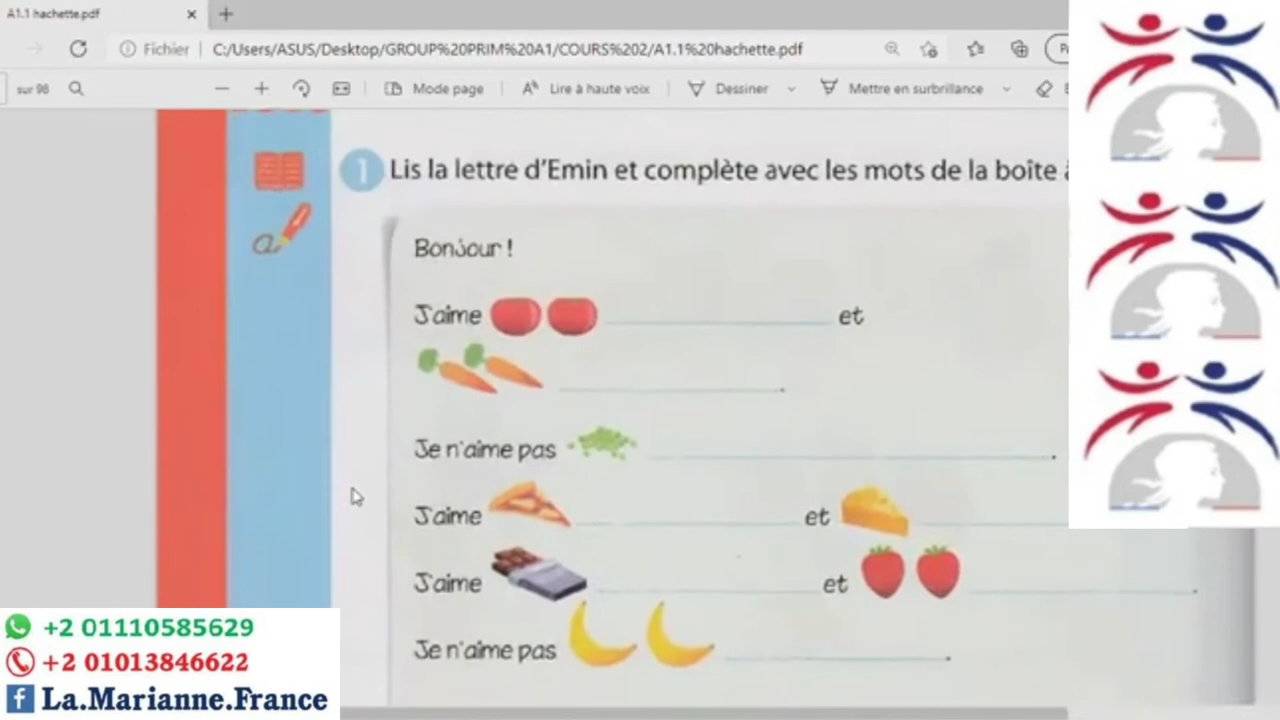 A1.1 hachette.pdf
Fichier C:/Users/ASUS/Desktop/GROUP%20PRIM%20A1/COURS%202/A1.1%20hachette.pdf
sur 98 Mode page Lire à haute voix Dessiner Mettre en surbrillance
1 Lis la lettre d'Emin et complète avec les mots de la boîte
Bonjour !
J'aime et
.
Je n'aime pas .
J'aime et
J'aime et .
Je n'aime pas .
+2 01110585629
+2 01013846622
La.Marianne.France